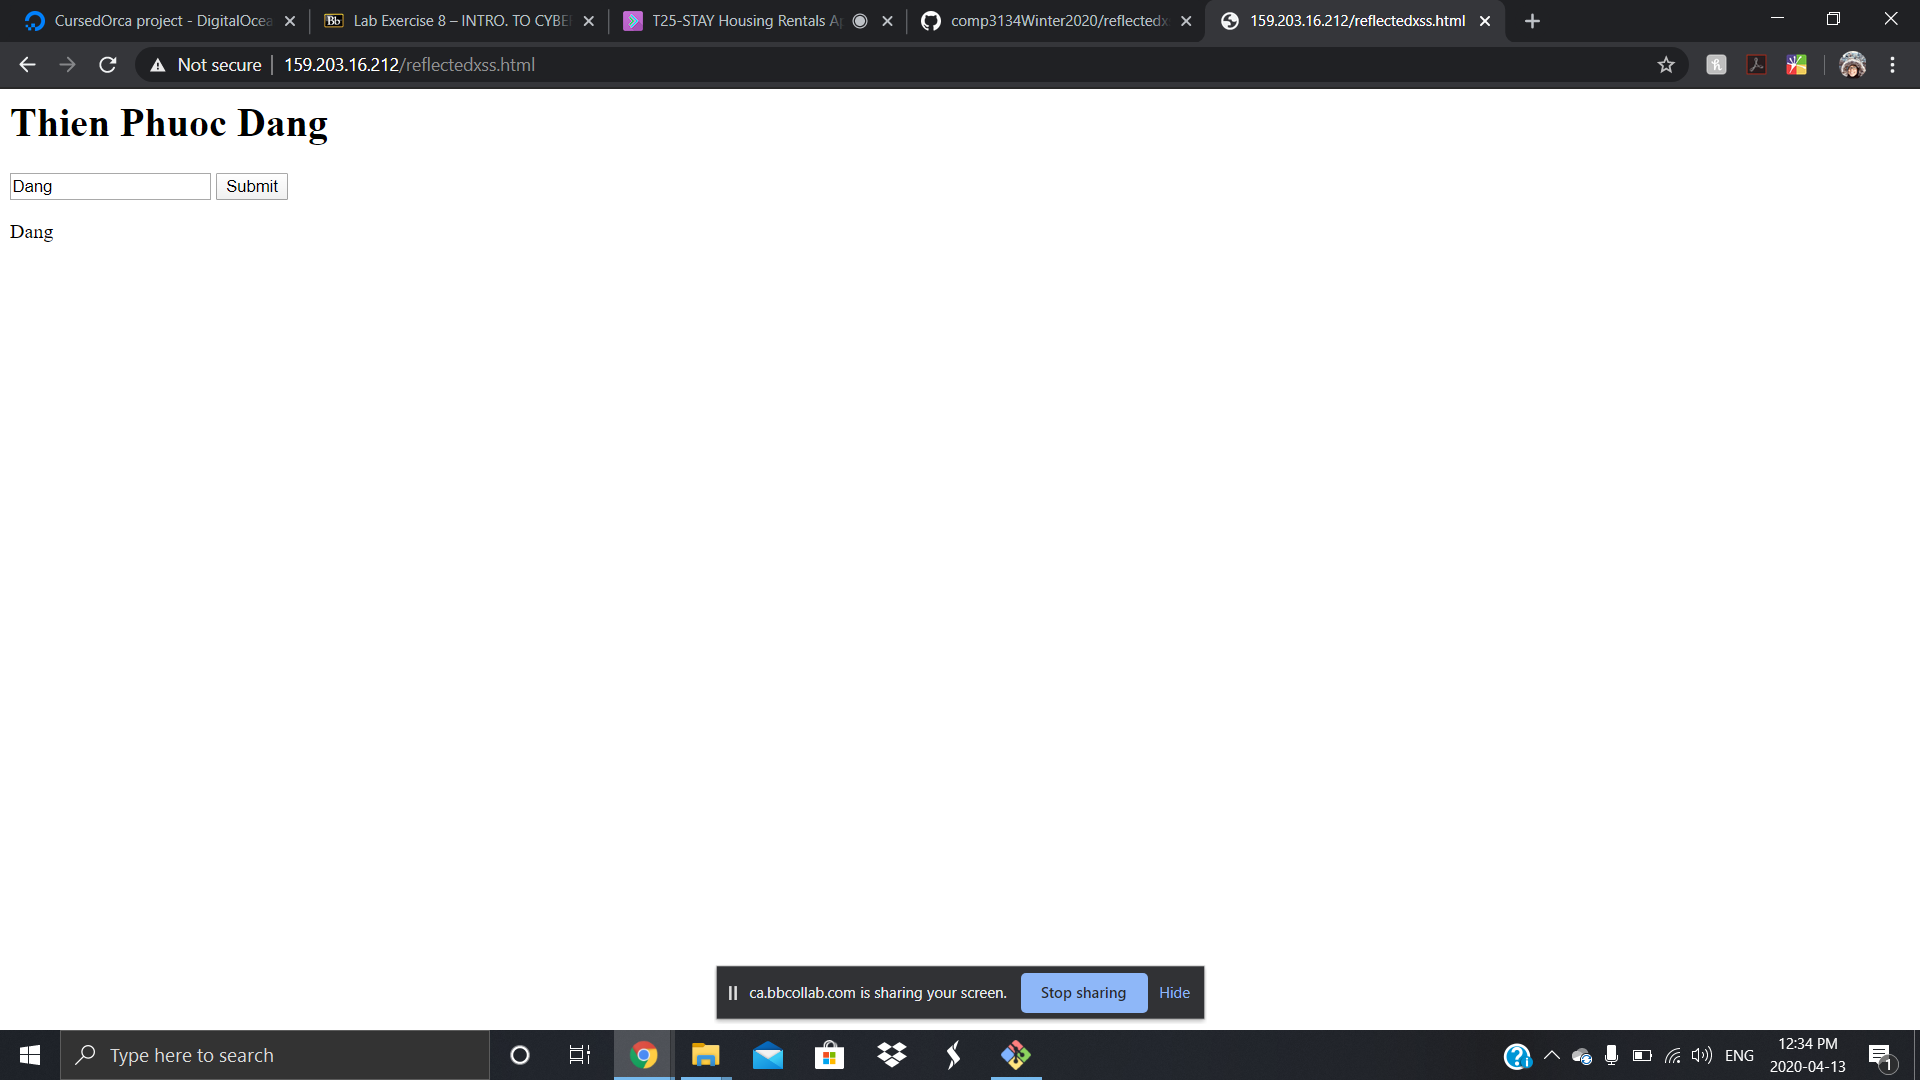 CursedOrca project - DigitalOcea
Bb Lab Exercise 8 – INTRO. TO CYBE
T25-STAY Housing Rentals A
comp3134Winter2020/reflectedx
159.203.16.212/reflectedxss.html
Not secure 159.203.16.212/reflectedxss.html
Thien Phuoc Dang
Dang Submit
Dang
ca.bbcollab.com is sharing your screen. Stop sharing Hide
Type here to search
ENG
12:34 PM
2020-04-13
1